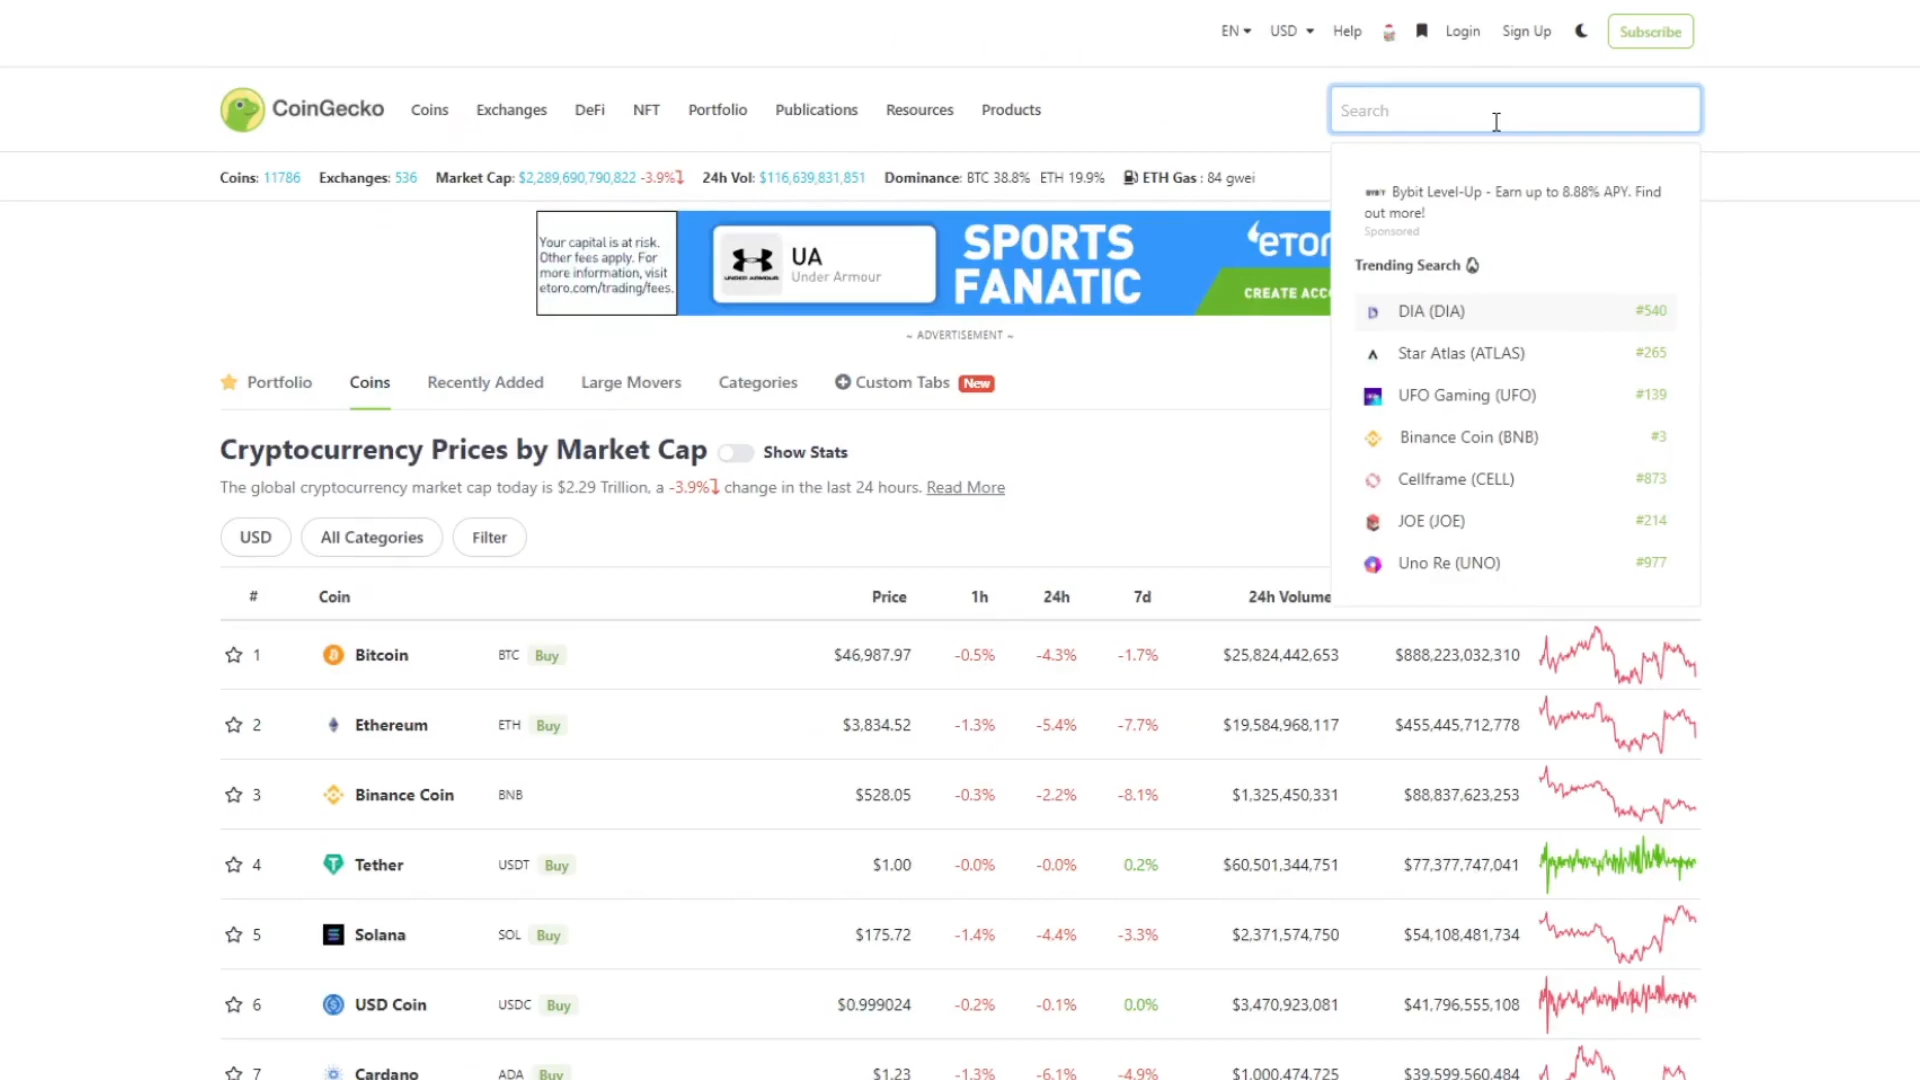 EN USD Help Login Sign Up Subscribe
CoinGecko Coins Exchanges DeFi NFT Portfolio Publications Resources Products Search
Coins: 11786 Exchanges: 536 Market Cap: $2,289,690,790,822 -3.9% 24h Vol: $116,639,831,851 Dominance: BTC 38.8% ETH 19.9% ETH Gas : 84 gwei
Your capital is at risk.
Other fees apply. For
more information, visit
etoro.com/trading/fees.
UNDER ARMOUR
UA
Under Armour
SPORTS
FANATIC
eTor
CREATE ACC
~ ADVERTISEMENT ~
BYBIT Bybit Level-Up - Earn up to 8.88% APY. Find
out more!
Sponsored
Trending Search
DIA (DIA) #540
Star Atlas (ATLAS) #265
UFO Gaming (UFO) #139
Binance Coin (BNB) #3
Cellframe (CELL) #873
JOE (JOE) #214
Uno Re (UNO) #977
Portfolio Coins Recently Added Large Movers Categories Custom Tabs New
Cryptocurrency Prices by Market Cap Show Stats
The global cryptocurrency market cap today is $2.29 Trillion, a -3.9% change in the last 24 hours. Read More
USD All Categories Filter
# Coin Price 1h 24h 7d 24h Volume
1 Bitcoin BTC Buy $46,987.97 -0.5% -4.3% -1.7% $25,824,442,653 $888,223,032,310
2 Ethereum ETH Buy $3,834.52 -1.3% -5.4% -7.7% $19,584,968,117 $455,445,712,778
3 Binance Coin BNB $528.05 -0.3% -2.2% -8.1% $1,325,450,331 $88,837,623,253
4 Tether USDT Buy $1.00 -0.0% -0.0% 0.2% $60,501,344,751 $77,377,747,041
5 Solana SOL Buy $175.72 -1.4% -4.4% -3.3% $2,371,574,750 $54,108,481,734
6 USD Coin USDC Buy $0.999024 -0.2% -0.1% 0.0% $3,470,923,081 $41,796,555,108
7 Cardano ADA Buy $1.23 -1.3% -6.1% -4.9% $1,000,474,725 $39,599,560,484